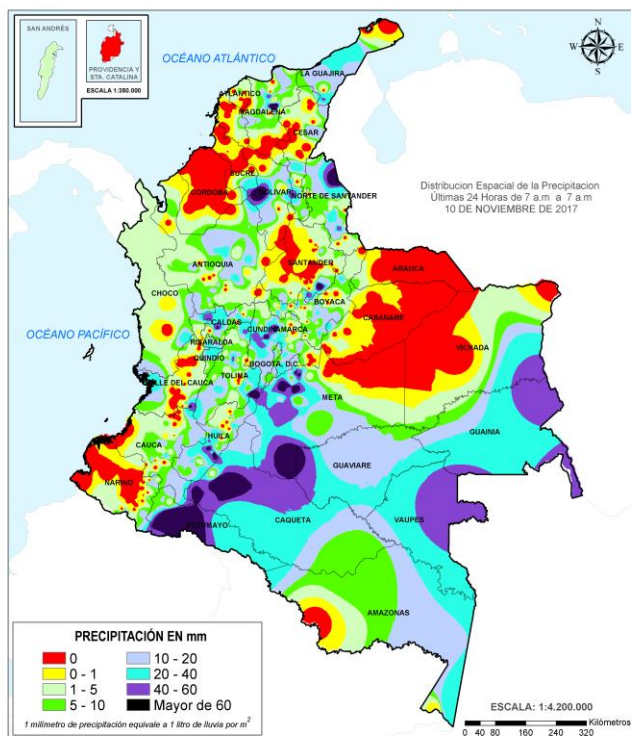 SAN ANDRÉS
PROVIDENCIA Y
STA. CATALINA
ESCALA 1:350.000
OCÉANO ATLÁNTICO
N
W
E
S
LA GUAJIRA
ATLANTICO
MAGDALENA
CESAR
SUCRE
CORDOBA
BOLIVAR
NORTE DE SANTANDER
Distribucion Espacial de la Precipitacion
Últimas 24 Horas de 7 a.m a 7 a.m
10 DE NOVIEMBRE DE 2017
ANTIOQUIA
SANTANDER
ARAUCA
CHOCO
BOYACA
CASANARE
OCÉANO PACÍFICO
CALDAS
CUNDINAMARCA
RISARALDA
VICHADA
QUINDIO
BOGOTA, D.C.
TOLIMA
VALLE DEL CAUCA
META
GUAINIA
HUILA
CAUCA
GUAVIARE
NARIÑO
CAQUETA
VAUPES
PUTUMAYO
AMAZONAS
PRECIPITACIÓN EN mm
0
10 - 20
0 - 1
20 - 40
1 - 5
40 - 60
5 - 10
Mayor de 60
1 milimetro de precipitación equivale a 1 litro de lluvia por m²
ESCALA: 1:4.200.000
0 40 80 160 240 320
Kilómetros